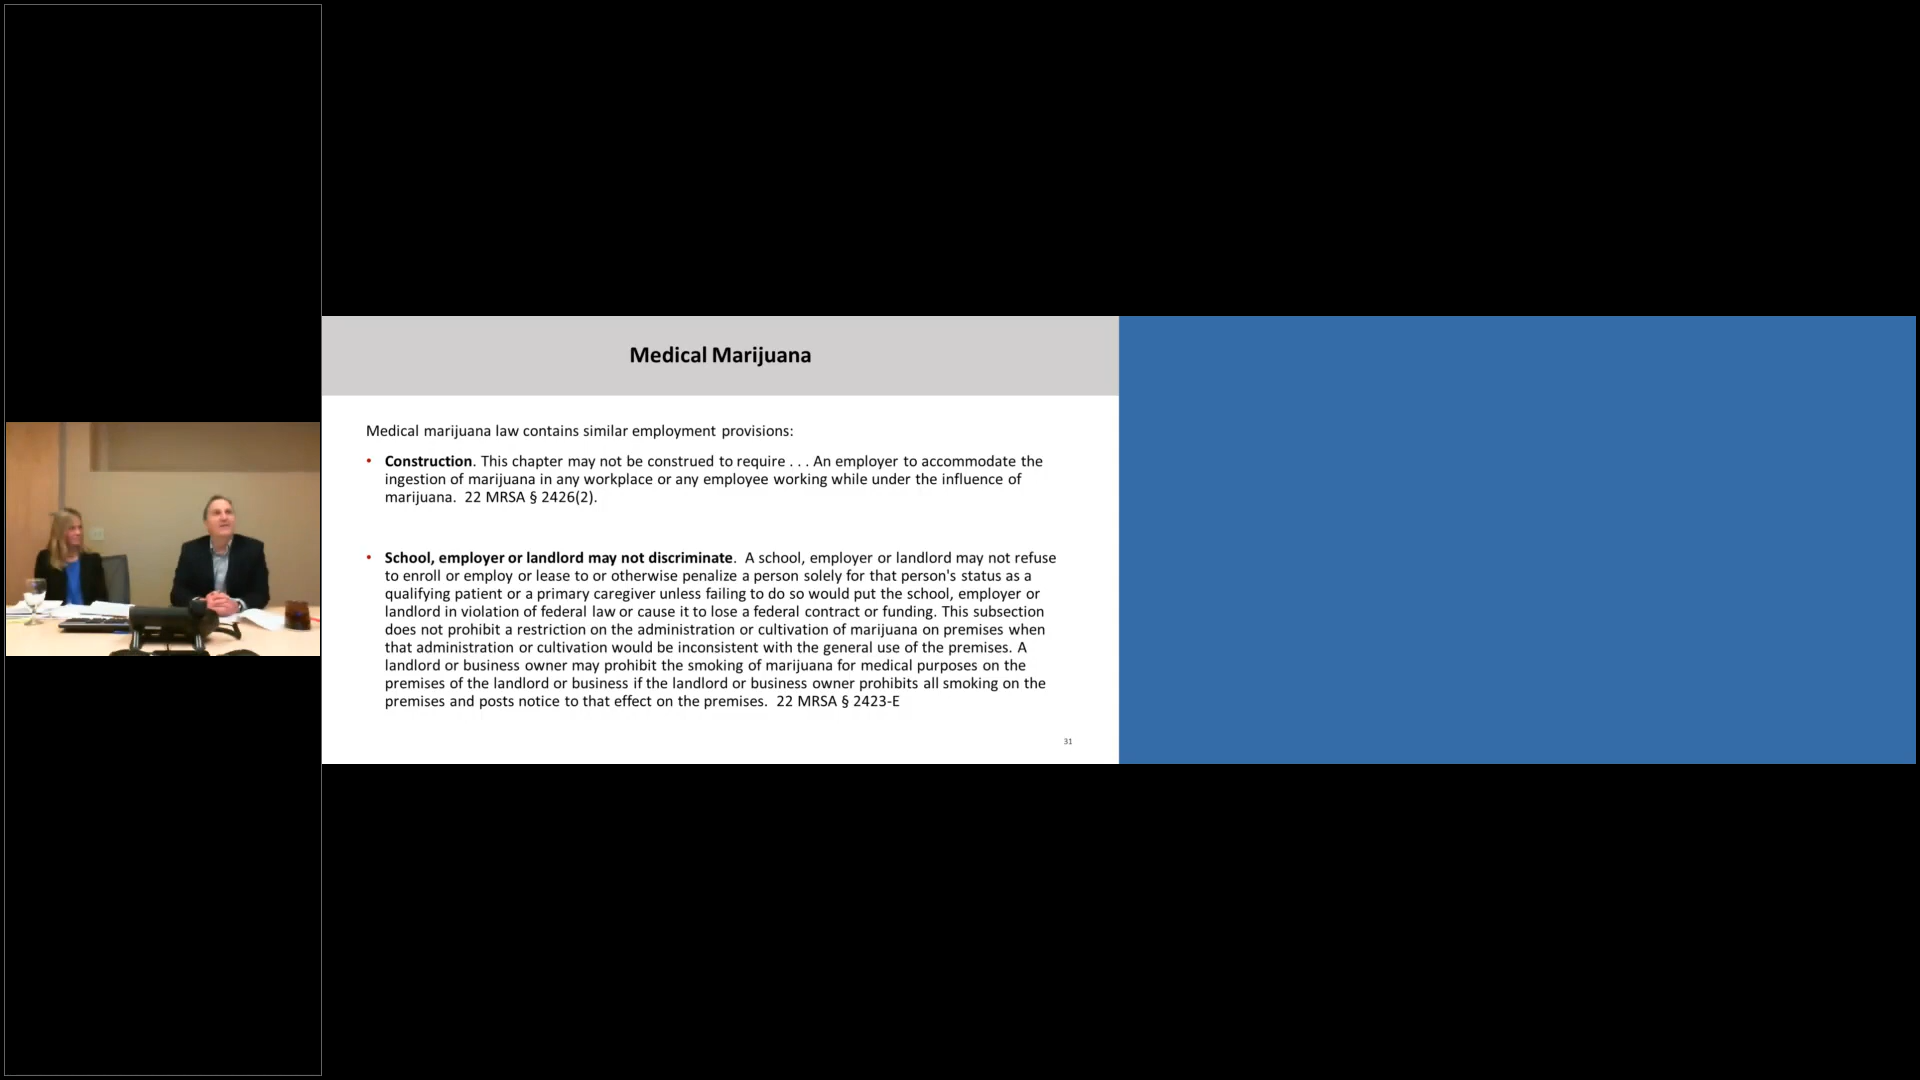 Medical Marijuana
Medical marijuana law contains similar employment provisions:
• Construction. This chapter may not be construed to require . . . An employer to accommodate the
ingestion of marijuana in any workplace or any employee working while under the influence of
marijuana.  22 MRSA § 2426(2).
• School, employer or landlord may not discriminate.  A school, employer or landlord may not refuse
to enroll or employ or lease to or otherwise penalize a person solely for that person's status as a
qualifying patient or a primary caregiver unless failing to do so would put the school, employer or
landlord in violation of federal law or cause it to lose a federal contract or funding. This subsection
does not prohibit a restriction on the administration or cultivation of marijuana on premises when
that administration or cultivation would be inconsistent with the general use of the premises. A
landlord or business owner may prohibit the smoking of marijuana for medical purposes on the
premises of the landlord or business if the landlord or business owner prohibits all smoking on the
premises and posts notice to that effect on the premises.  22 MRSA § 2423-E
31